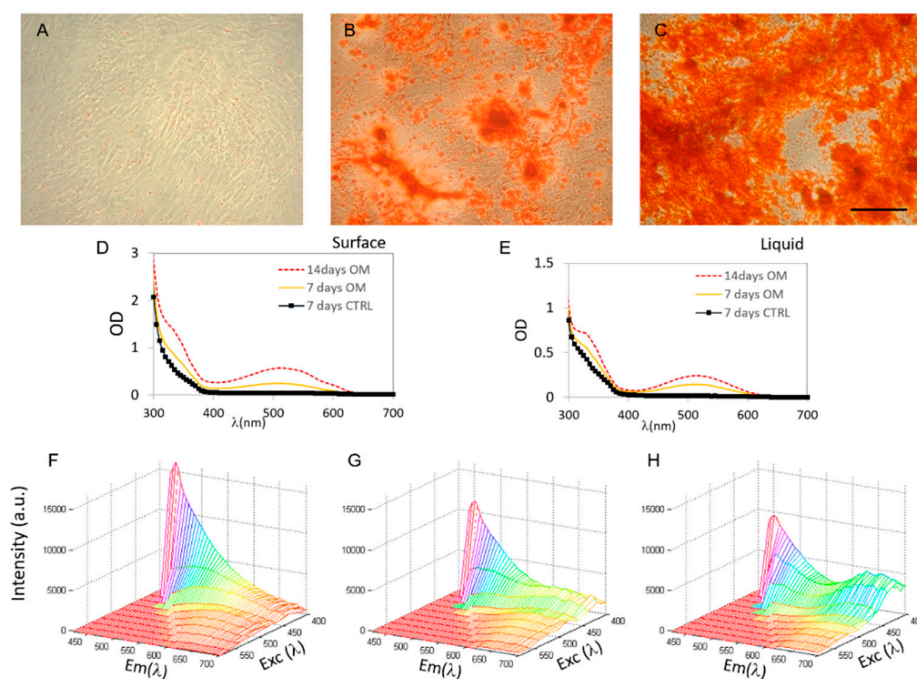 A
B
C
D
Surface
3
2
1
0
OD
14days OM
7 days OM
7 days CTRL
300
400
500
600
700
λ(nm)
E
Liquid
1.5
1
0.5
0
OD
14days OM
7 days OM
7 days CTRL
300
400
500
600
700
λ(nm)
F
G
H
Intensity (a.u.)
15000
10000
5000
0
450
500
550
600
650
700
Em(λ)
550
500
450
400
Exc (λ)
15000
10000
5000
0
450
500
550
600
650
700
Em(λ)
550
500
450
400
Exc (λ)
15000
10000
5000
0
450
500
550
600
650
700
Em(λ)
550
500
450
400
Exc (λ)